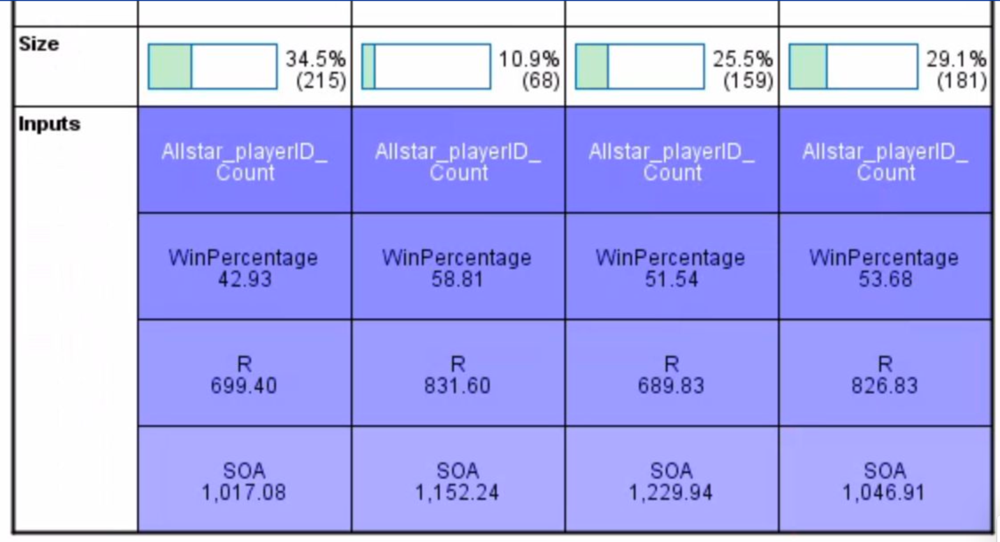 Size
34.5%
(215)
10.9%
(68)
25.5%
(159)
29.1%
(181)
Inputs
Allstar_playerID_
Count
Allstar_playerID_
Count
Allstar_playerID_
Count
Allstar_playerID_
Count
WinPercentage
42.93
WinPercentage
58.81
WinPercentage
51.54
WinPercentage
53.68
R
699.40
R
831.60
R
689.83
R
826.83
SOA
1,017.08
SOA
1,152.24
SOA
1,229.94
SOA
1,046.91